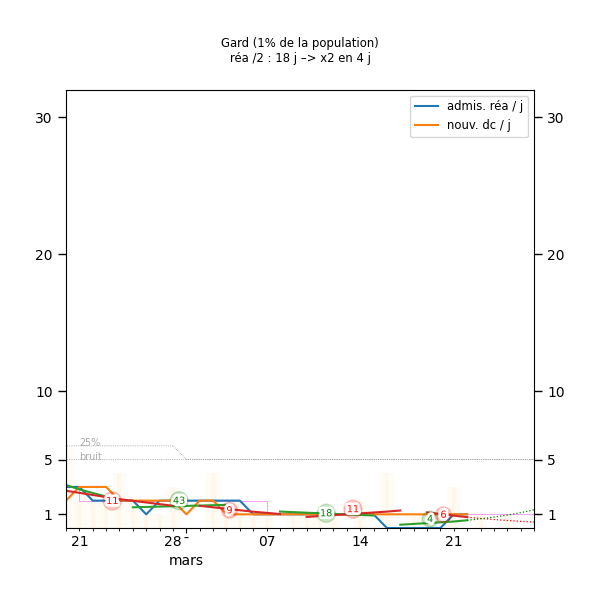 Gard (1% de la population)
réa /2 : 18 j –> x2 en 4 j
admis. réa / j
nouv. dc / j
30 30
20 20
10 10
25%
bruit
5 5
11 43 9 18 11 4 6
1 1
21 28 - 07 14 21
mars